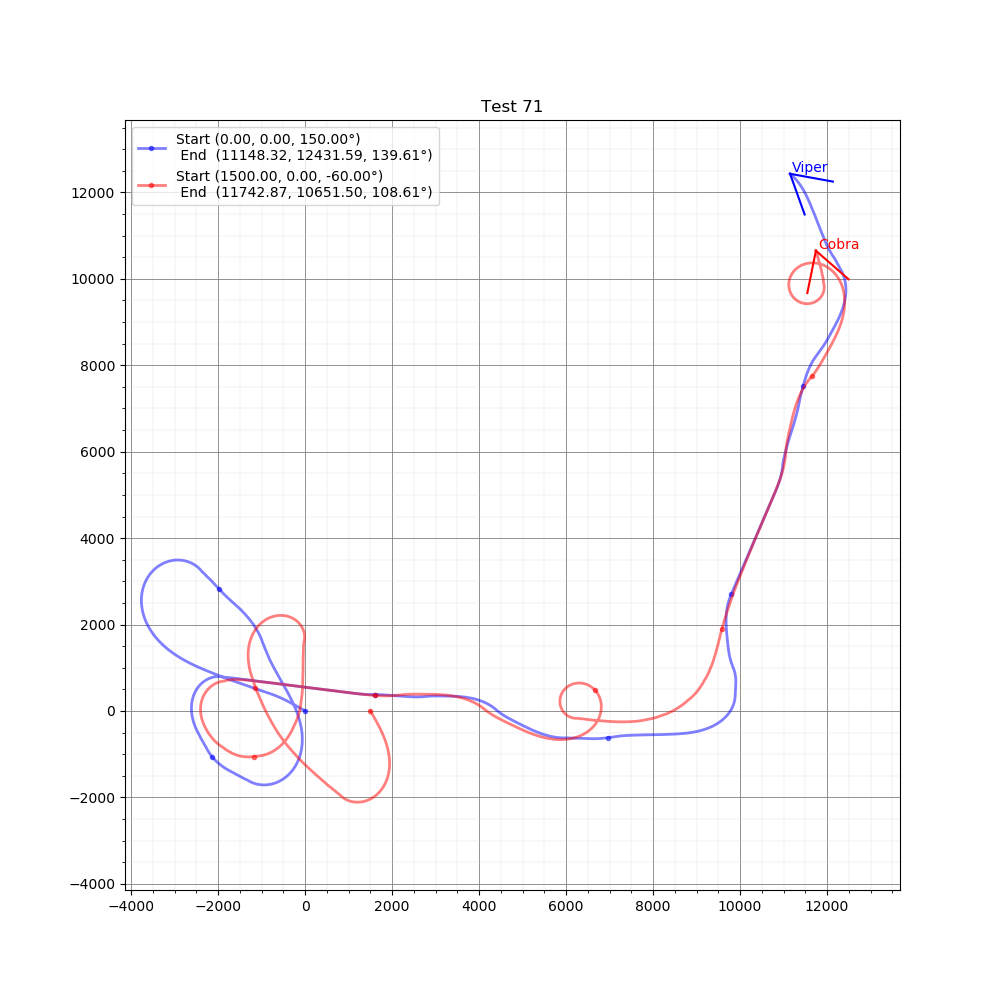 Test 71
Start (0.00, 0.00, 150.00°)
End (11148.32, 12431.59, 139.61°)
Start (1500.00, 0.00, -60.00°)
End (11742.87, 10651.50, 108.61°)
Viper
Cobra
12000
10000
8000
6000
4000
2000
0
−2000
−4000
−4000 −2000 0 2000 4000 6000 8000 10000 12000